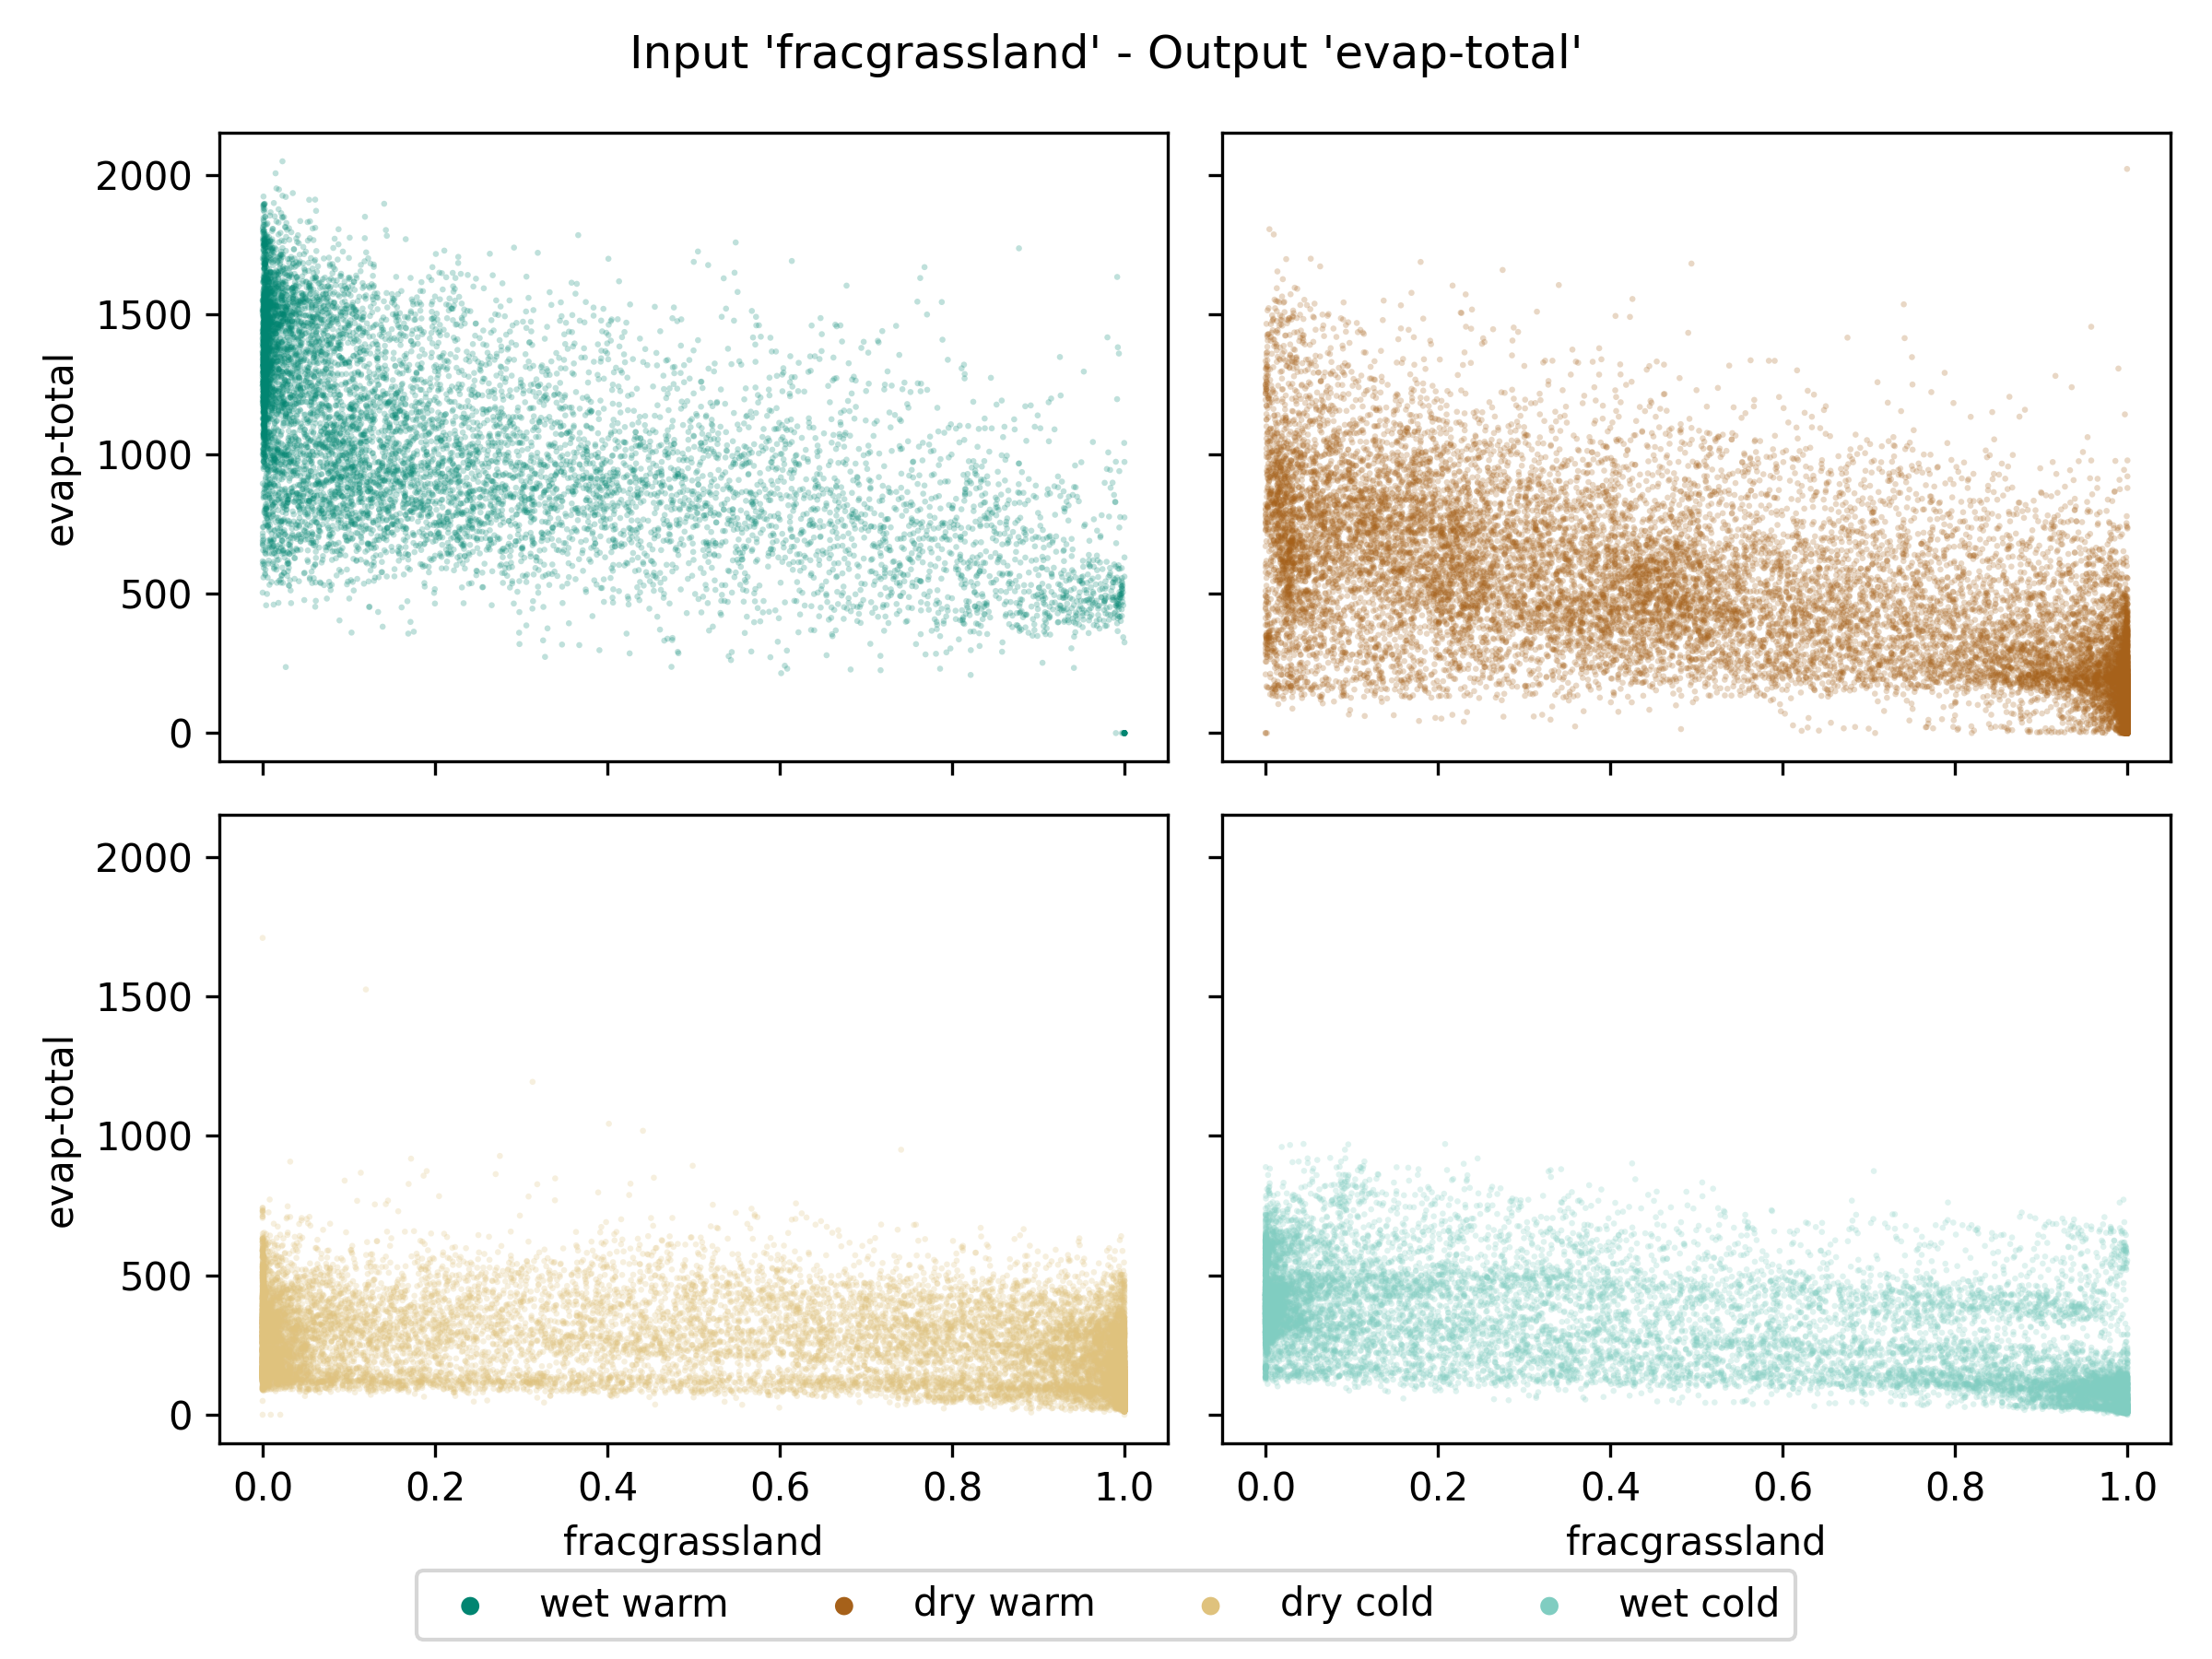 Input 'fracgrassland' - Output 'evap-total'
evap-total
2000
1500
1000
500
0
evap-total
2000
1500
1000
500
0
0.0 0.2 0.4 0.6 0.8 1.0
0.0 0.2 0.4 0.6 0.8 1.0
fracgrassland
fracgrassland
wet warm dry warm dry cold wet cold